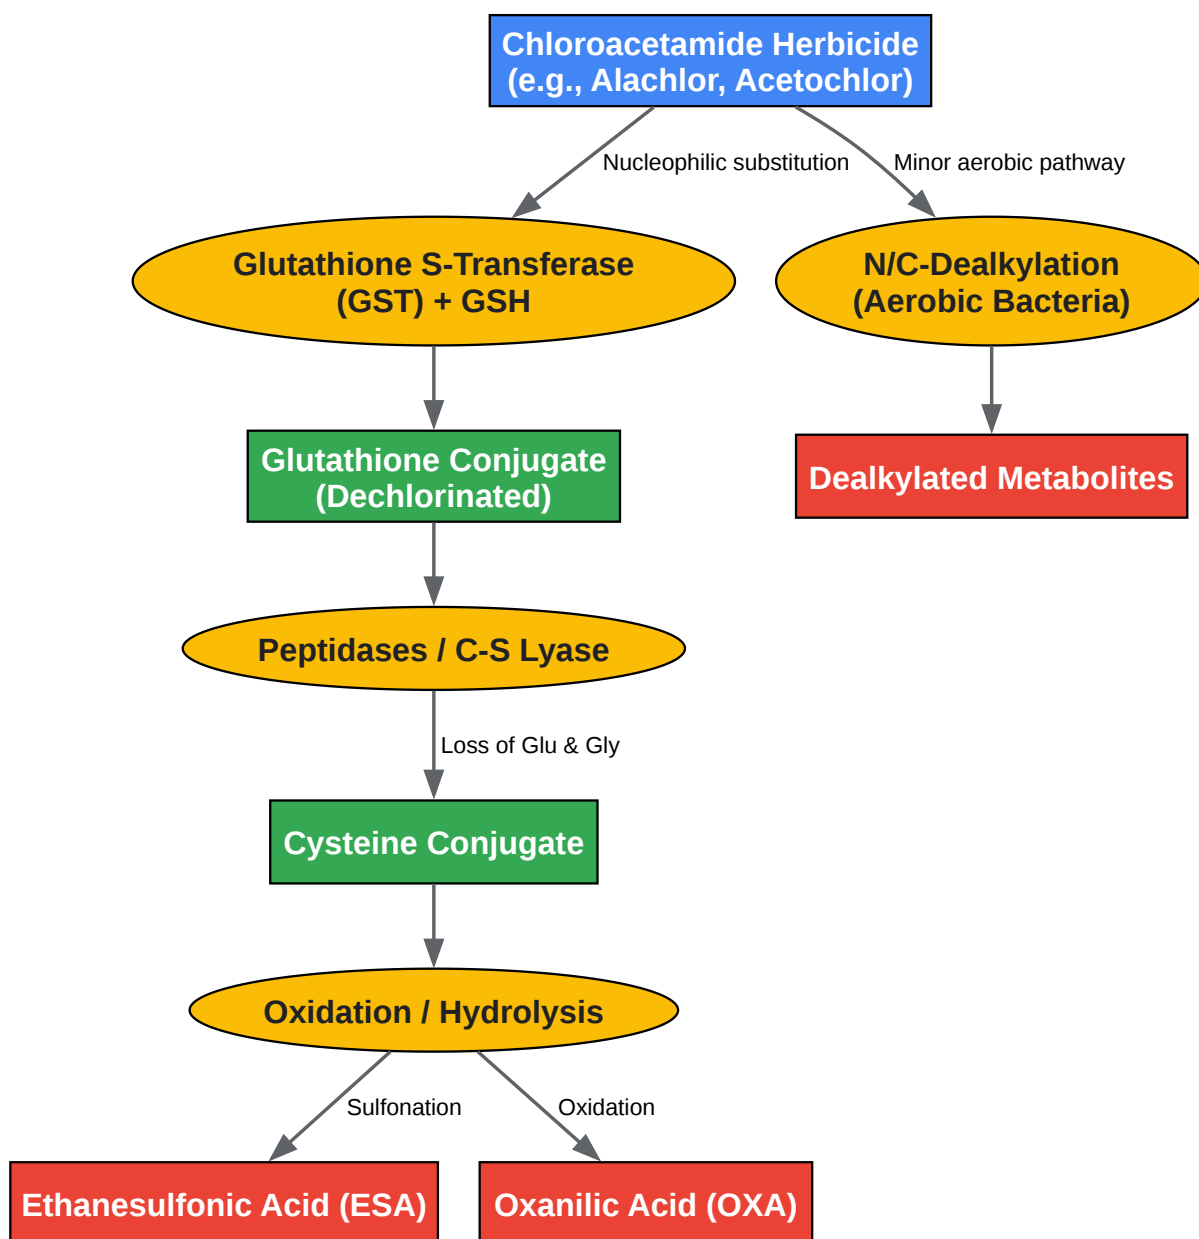 Chloroacetamide Herbicide
(e.g., Alachlor, Acetochlor)
Nucleophilic substitution
Minor aerobic pathway
Glutathione S-Transferase
(GST) + GSH
N/C-Dealkylation
(Aerobic Bacteria)
Glutathione Conjugate
(Dechlorinated)
Dealkylated Metabolites
Peptidases / C-S Lyase
Loss of Glu & Gly
Cysteine Conjugate
Oxidation / Hydrolysis
Sulfonation
Oxidation
Ethanesulfonic Acid (ESA)
Oxanilic Acid (OXA)